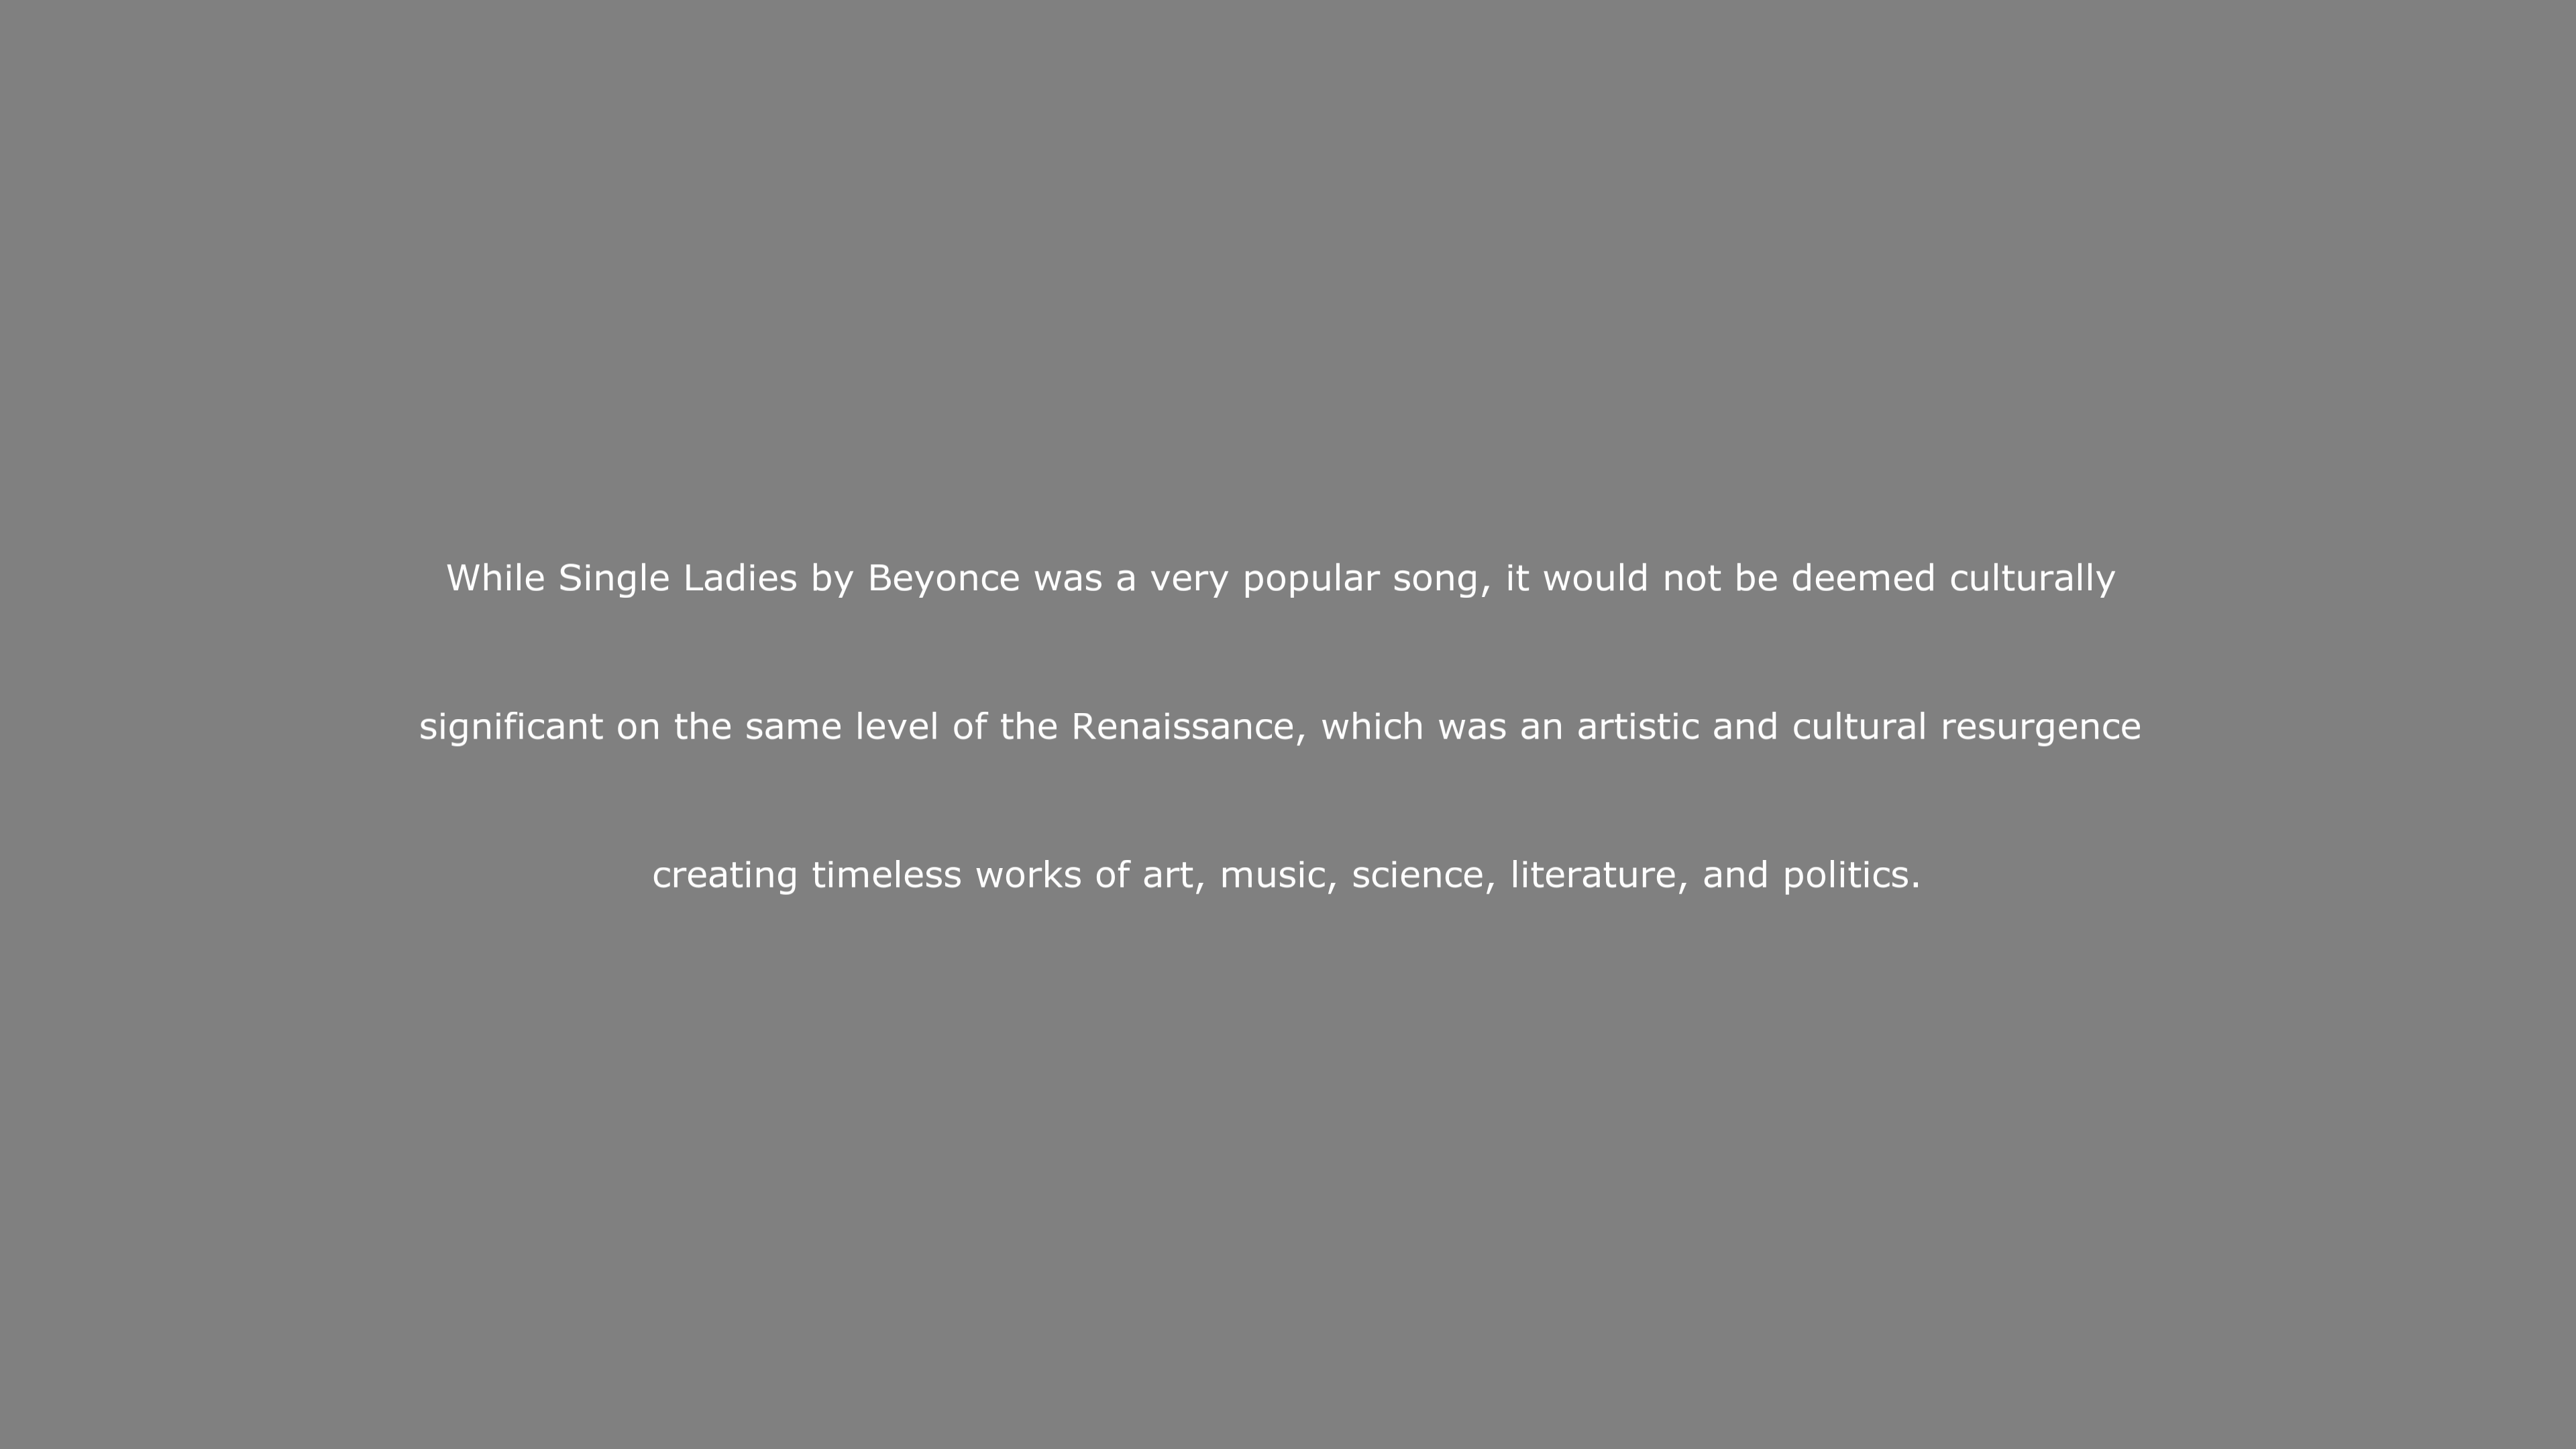 While Single Ladies by Beyonce was a very popular song, it would not be deemed culturally
significant on the same level of the Renaissance, which was an artistic and cultural resurgence
creating timeless works of art, music, science, literature, and politics.